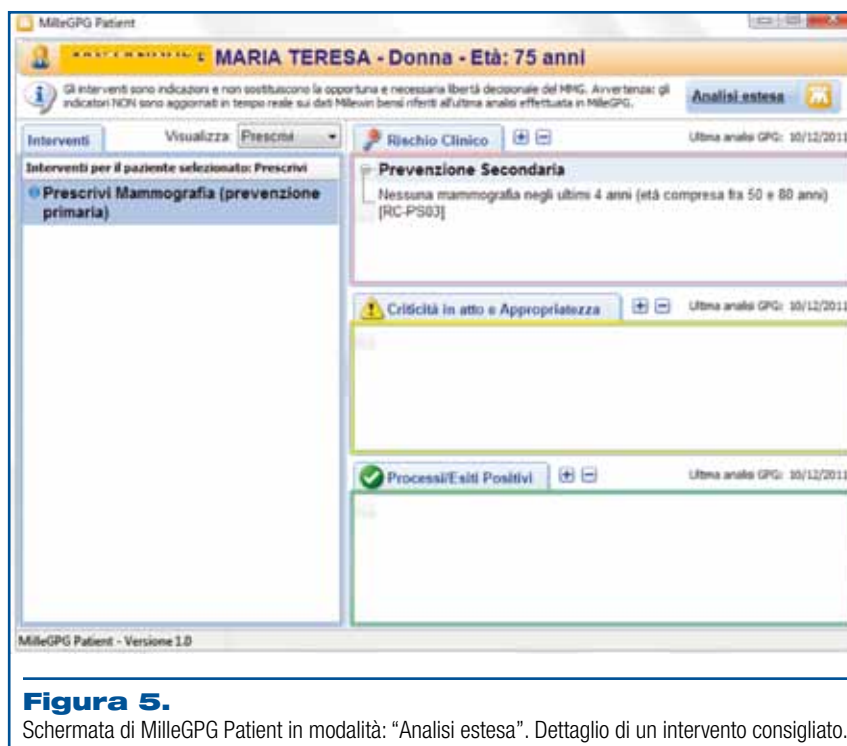 MilleGPG Patient
MARIA TERESA - Donna - Età: 75 anni
Gli interventi sono indicazioni e non sostituiscono la opportuna e necessaria libertà decisionale del MMG. Avvertenza: gli
indicatori NON sono aggiornati in tempo reale sui dati Millewin bensì riferiti all'ultima analisi effettuata in MilleGPG.
Analisi estesa
Interventi
Visualizza: Prescrivi
Interventi per il paziente selezionato: Prescrivi
Prescrivi Mammografia (prevenzione
primaria)
Rischio Clinico
Ultima analisi GPG: 10/12/2011
Prevenzione Secondaria
Nessuna mammografia negli ultimi 4 anni (età compresa fra 50 e 80 anni)
[RC-PS03]
Criticità in atto e Appropriatezza
Ultima analisi GPG: 10/12/2011
Processi/Esiti Positivi
Ultima analisi GPG: 10/12/2011
MilleGPG Patient - Versione 1.0
Figura 5.
Schermata di MilleGPG Patient in modalità: “Analisi estesa”. Dettaglio di un intervento consigliato.